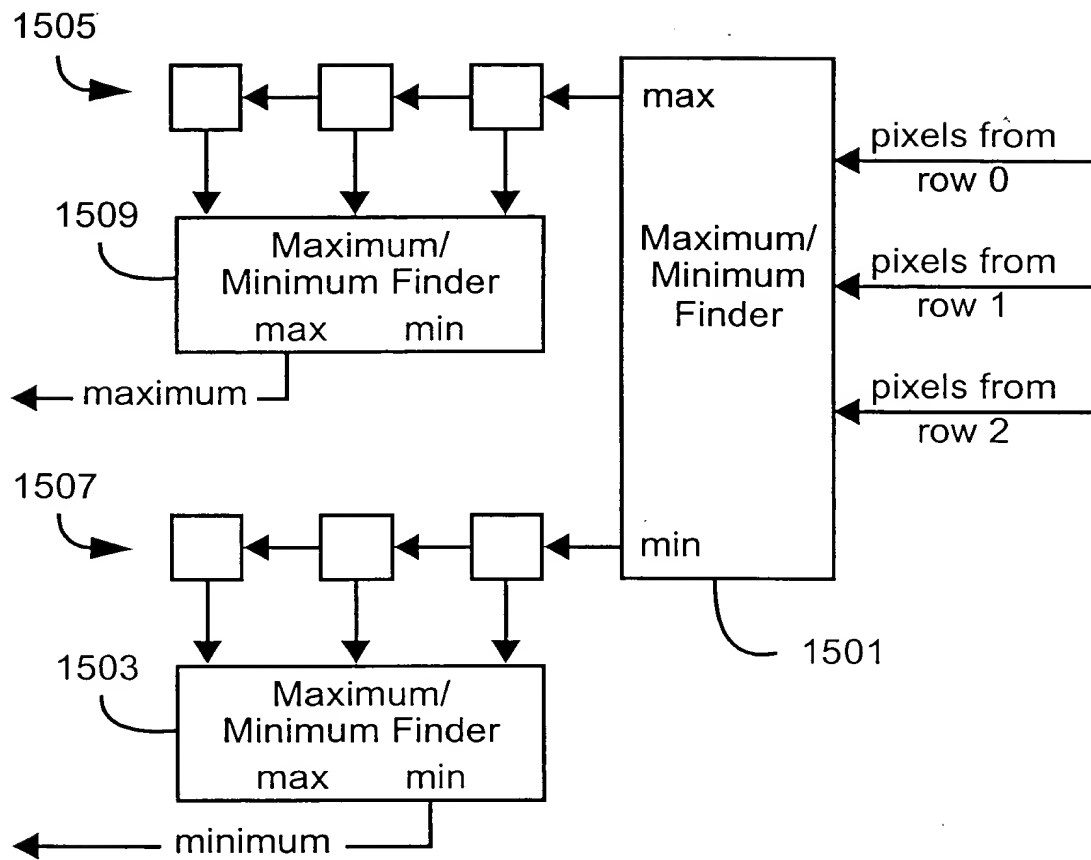 1505
max
pixels from
row 0
1509
Maximum/
Minimum Finder
max min
Maximum/
Minimum
Finder
pixels from
row 1
maximum
pixels from
row 2
1507
min
1503
1501
Maximum/
Minimum Finder
max min
minimum